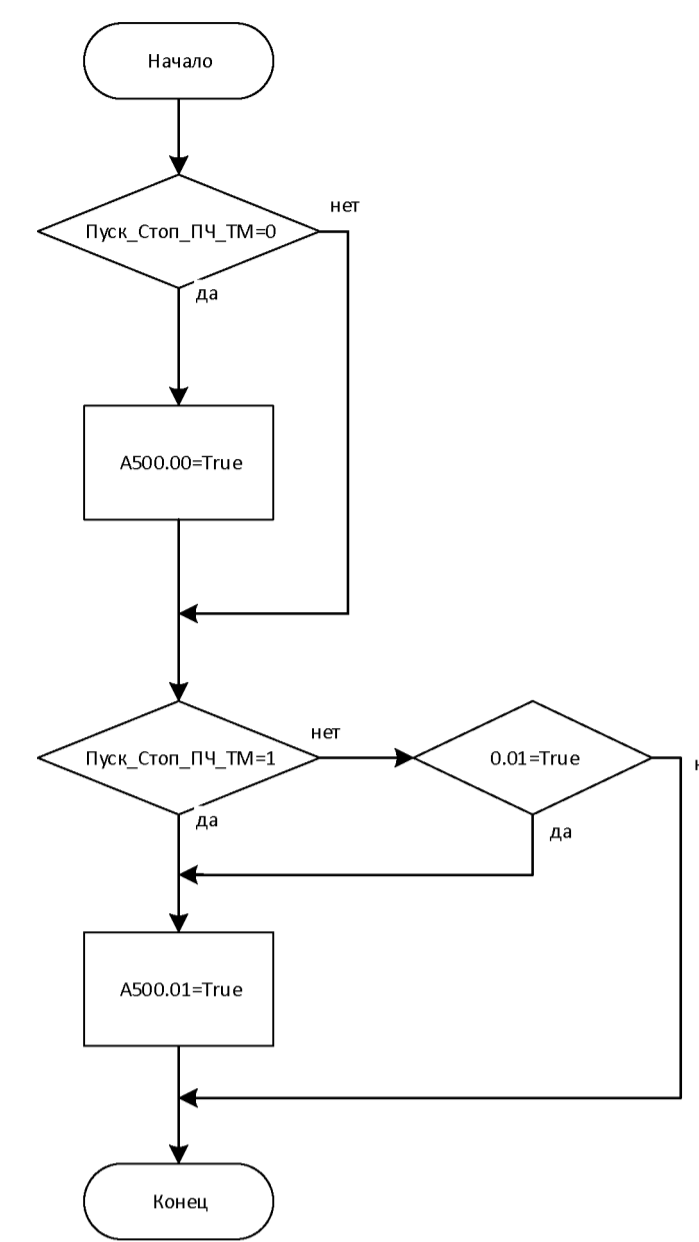 Начало
Пуск_Стоп_ПЧ_ТМ=0
нет
да
A500.00=True
Пуск_Стоп_ПЧ_ТМ=1
нет
0.01=True
да
да
A500.01=True
Конец